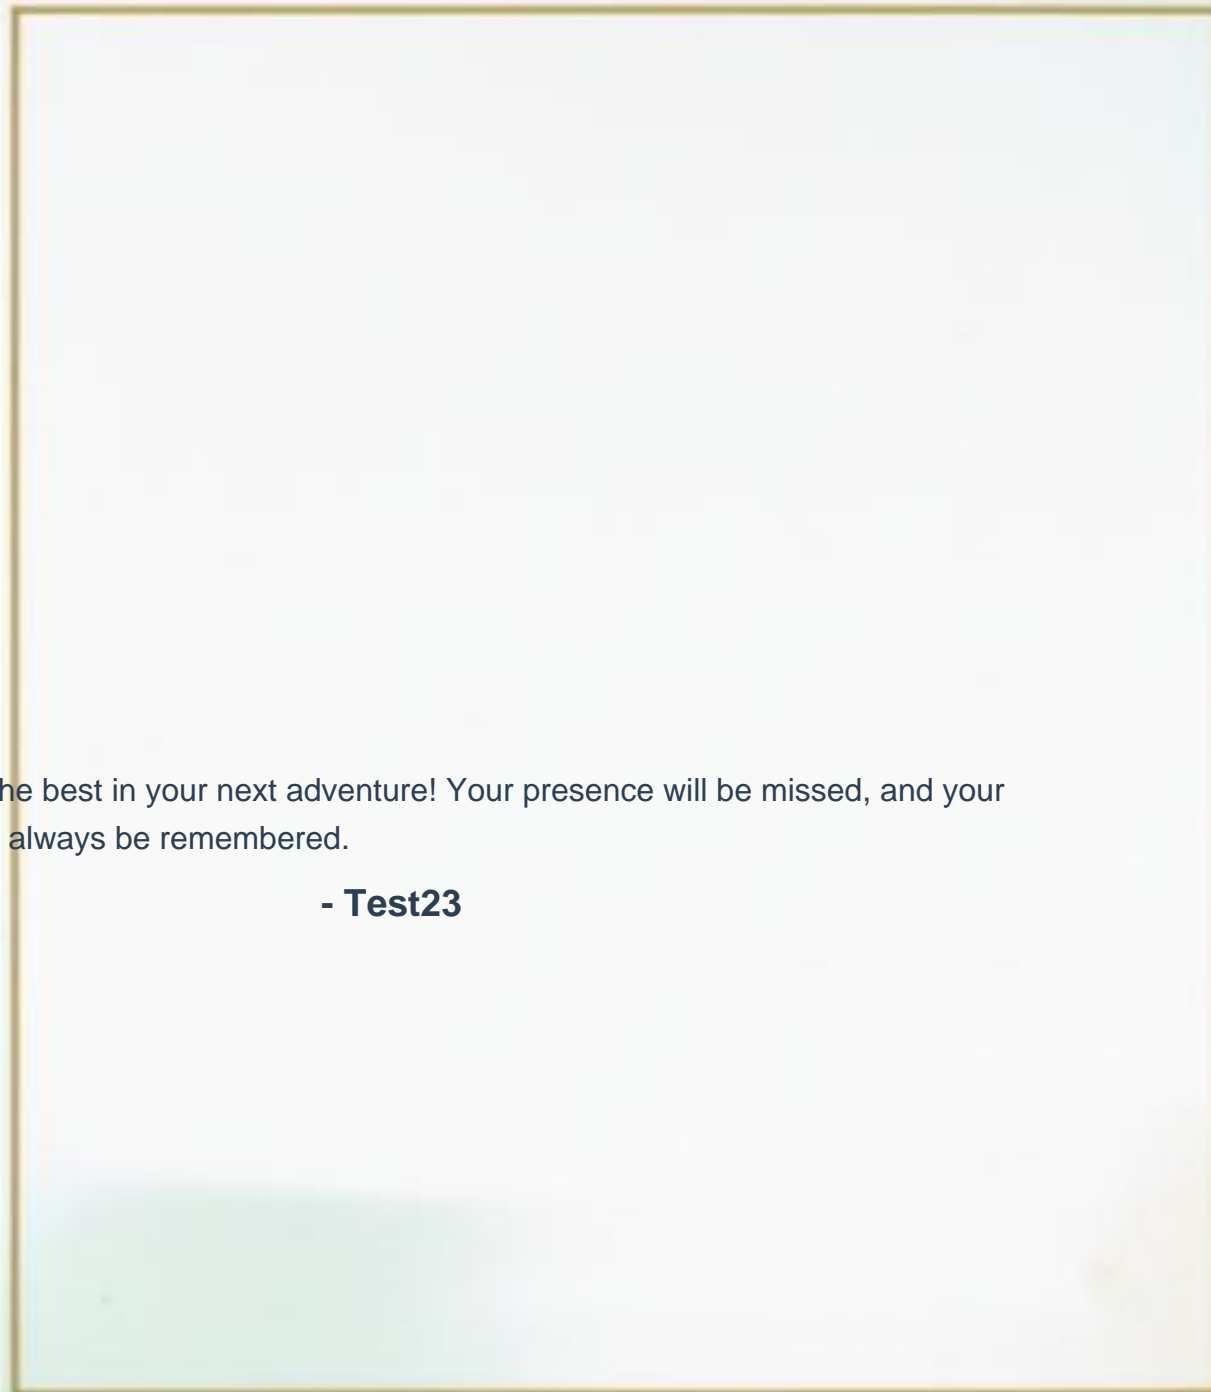 he best in your next adventure! Your presence will be missed, and your
always be remembered.
- Test23